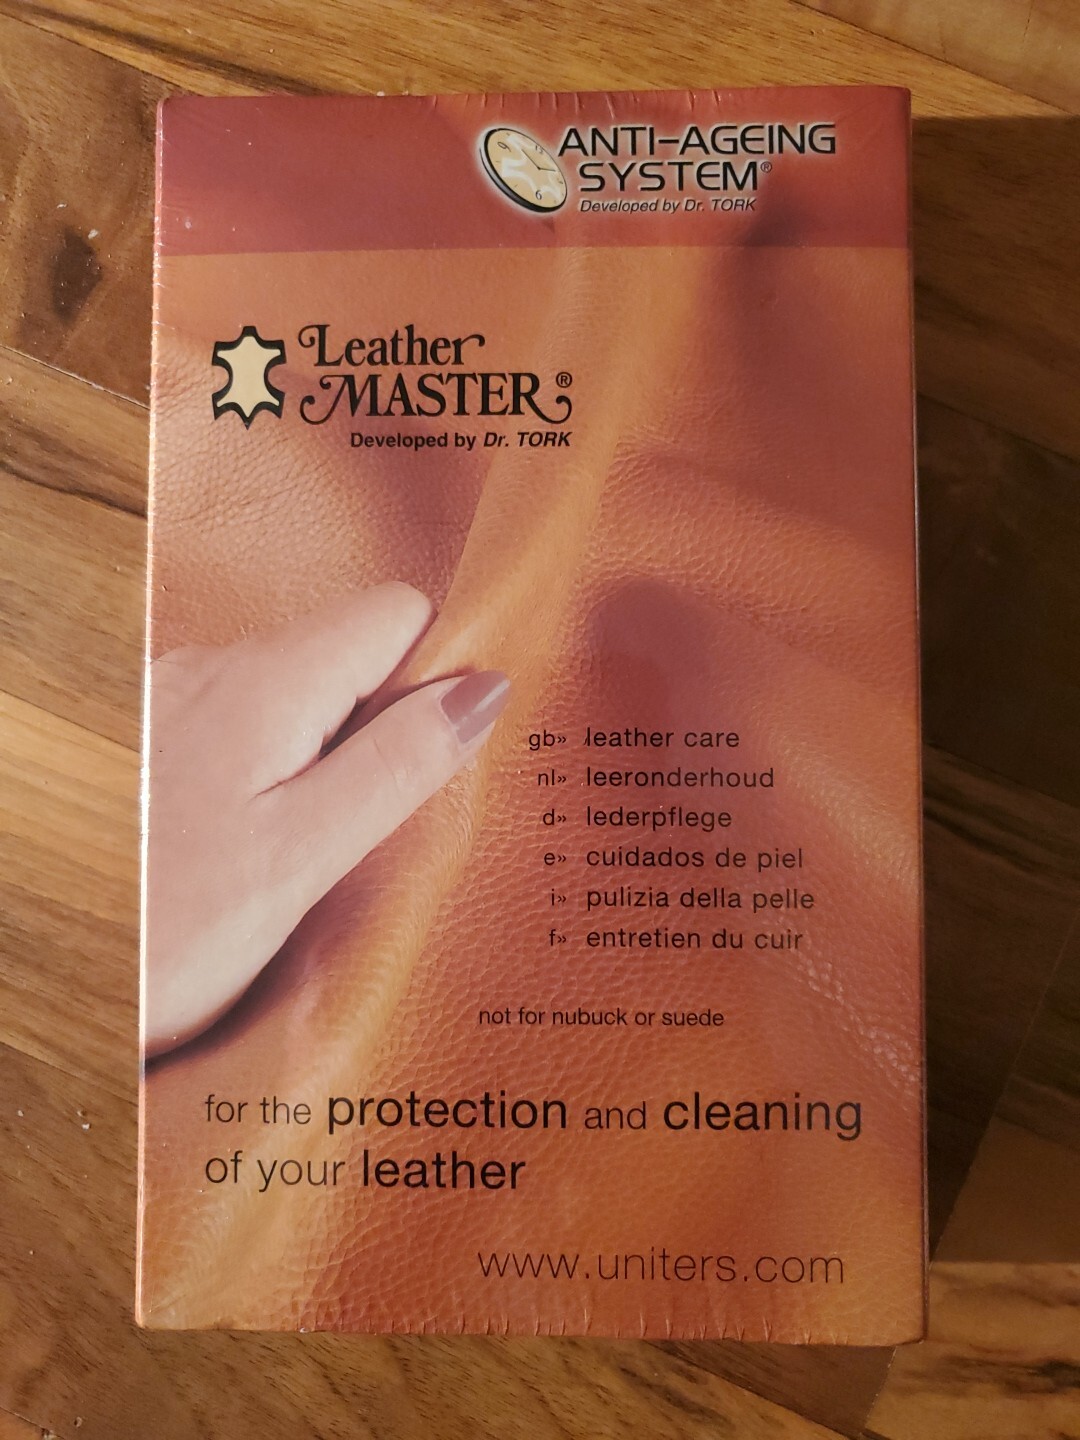 ANTI-AGEING
SYSTEM®
Developed by Dr. TORK
Leather
MASTER®
Developed by Dr. TORK
gb» leather care
nl» leeronderhoud
d» lederpflege
e» cuidados de piel
i» pulizia della pelle
f» entretien du cuir
not for nubuck or suede
for the protection and cleaning
of your leather
www.uniters.com